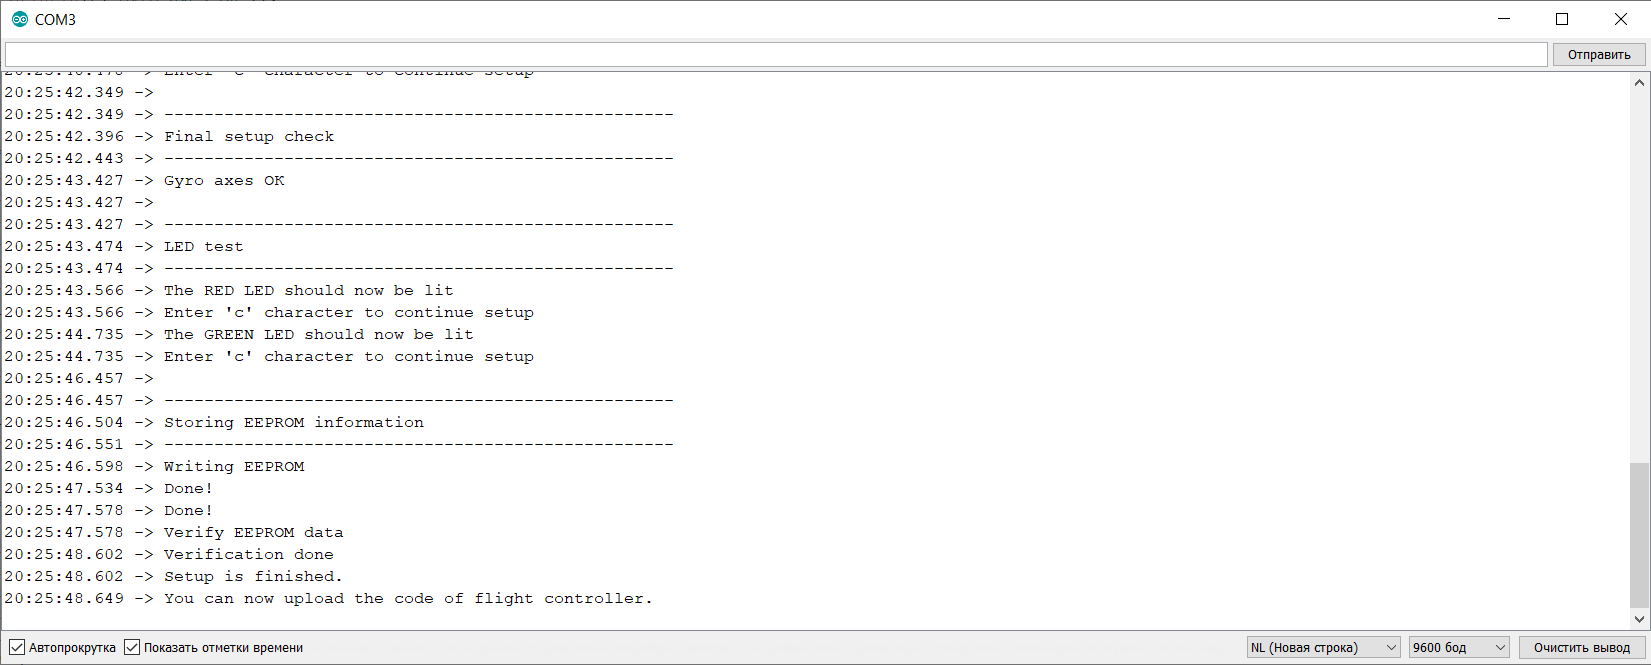 COM3
Отправить
20:25:42.349 ->
20:25:42.349 -> ---------------------------------------------------
20:25:42.396 -> Final setup check
20:25:42.443 -> ---------------------------------------------------
20:25:43.427 -> Gyro axes OK
20:25:43.427 ->
20:25:43.427 -> ---------------------------------------------------
20:25:43.474 -> LED test
20:25:43.474 -> ---------------------------------------------------
20:25:43.566 -> The RED LED should now be lit
20:25:43.566 -> Enter 'c' character to continue setup
20:25:44.735 -> The GREEN LED should now be lit
20:25:44.735 -> Enter 'c' character to continue setup
20:25:46.457 ->
20:25:46.457 -> ---------------------------------------------------
20:25:46.504 -> Storing EEPROM information
20:25:46.551 -> ---------------------------------------------------
20:25:46.598 -> Writing EEPROM
20:25:47.534 -> Done!
20:25:47.578 -> Done!
20:25:47.578 -> Verify EEPROM data
20:25:48.602 -> Verification done
20:25:48.602 -> Setup is finished.
20:25:48.649 -> You can now upload the code of flight controller.
Автопрокрутка Показать отметки времени NL (Новая строка) 9600 бод Очистить вывод